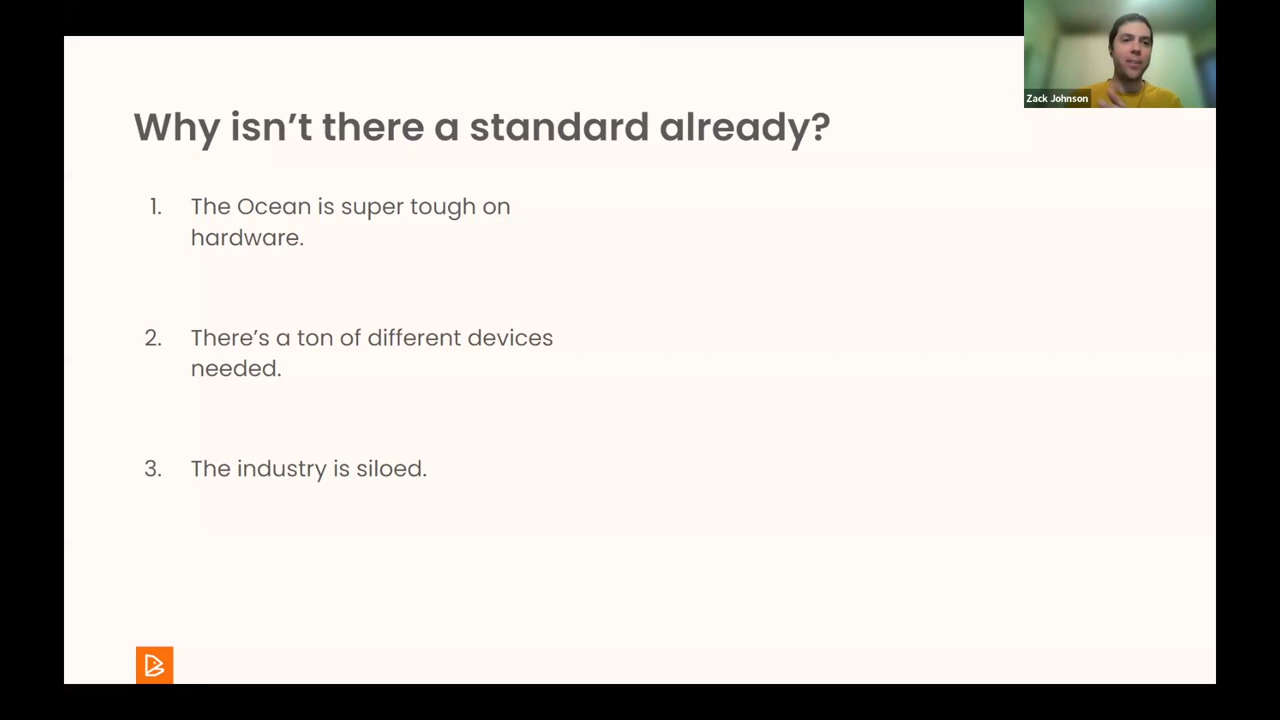 Zack Johnson
Why isn’t there a standard already?
1. The Ocean is super tough on
hardware.
2. There’s a ton of different devices
needed.
3. The industry is siloed.